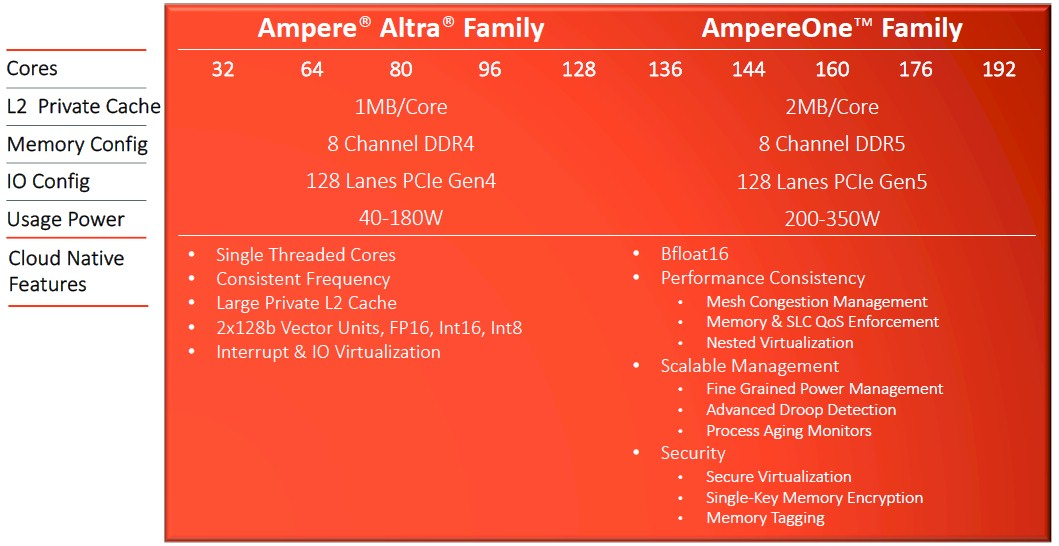 Ampere® Altra® Family AmpereOne™ Family
Cores 32 64 80 96 128 136 144 160 176 192
L2 Private Cache 1MB/Core 2MB/Core
Memory Config 8 Channel DDR4 8 Channel DDR5
IO Config 128 Lanes PCIe Gen4 128 Lanes PCIe Gen5
Usage Power 40-180W 200-350W
Cloud Native
Features
• Single Threaded Cores
• Consistent Frequency
• Large Private L2 Cache
• 2x128b Vector Units, FP16, Int16, Int8
• Interrupt & IO Virtualization
• Bfloat16
• Performance Consistency
• Mesh Congestion Management
• Memory & SLC QoS Enforcement
• Nested Virtualization
• Scalable Management
• Fine Grained Power Management
• Advanced Droop Detection
• Process Aging Monitors
• Security
• Secure Virtualization
• Single-Key Memory Encryption
• Memory Tagging